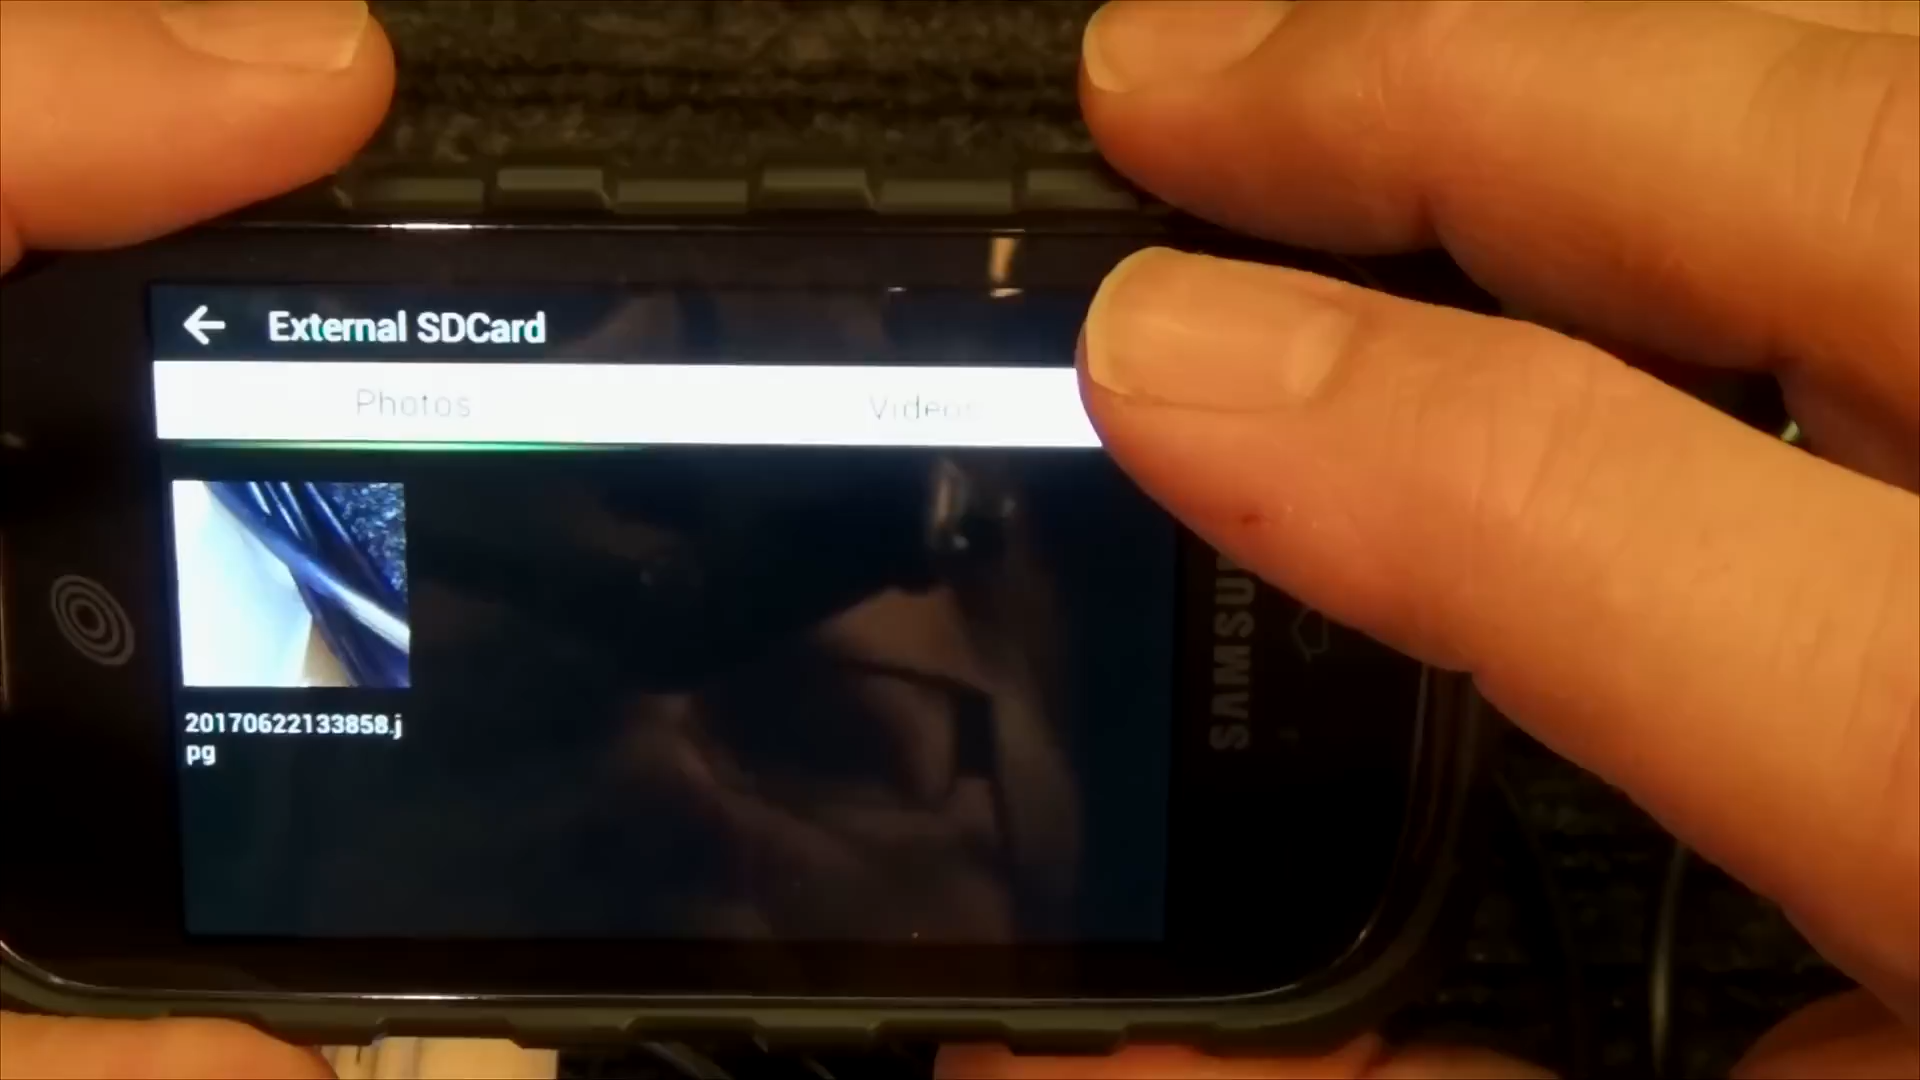 External SDCard
Photos
Videos
20170622133858.j
pg
SAMSU